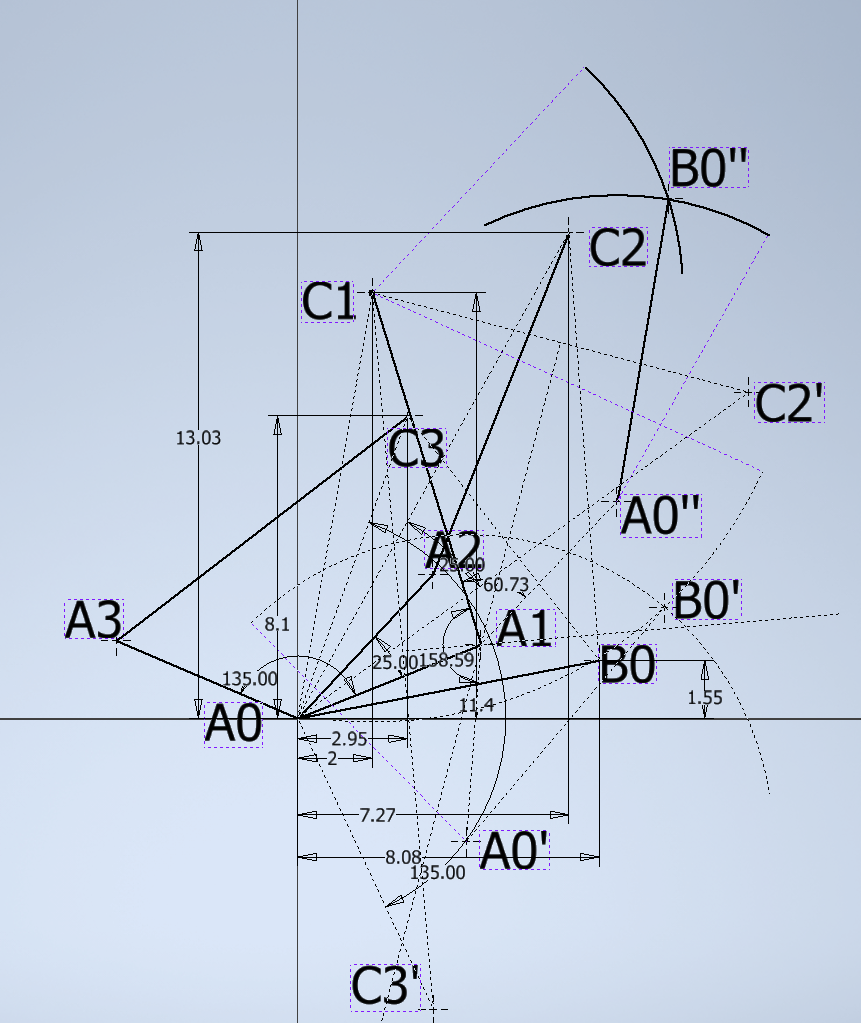 B0''
C2
C1
C2'
13.03
C3
A0''
A2
25.00
60.73
B0'
A3
8.1
A1
25.00
158.59
B0
135.00
1.55
11.4
A0
2.95
2
7.27
A0'
8.08
135.00
C3'